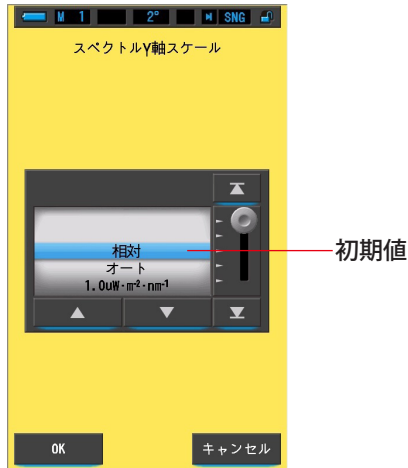 M 1 2° SNG
スペクトルY軸スケール
相対
初期値
オート
1.0uW·m⁻²·nm⁻¹
OK キャンセル